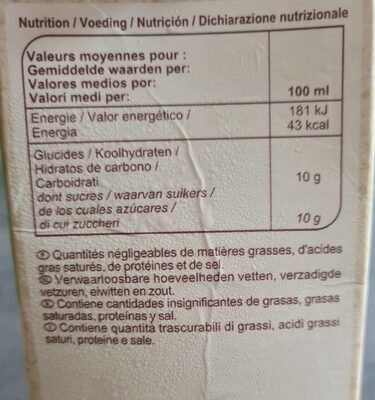 Nutrition / Voeding / Nutrición / Dichiarazione nutrizionale
Valeurs moyennes pour :
Gemiddelde waarden per:
Valores medios por:
Valori medi per:
100 ml
Energie / Valor energético /
Energia
181 kJ
43 kcal
Glucides / Koolhydraten /
Hidratos de carbono /
Carboidrati
10 g
dont sucres / waarvan suikers /
de los cuales azúcares /
di cui zuccheri
10 g
F Quantités négligeables de matières grasses, d'acides
gras saturés, de protéines et de sel.
N Verwaarloosbare hoeveelheden vetten, verzadigde
vetzuren, eiwitten en zout.
E Contiene cantidades insignificantes de grasas, grasas
saturadas, proteínas y sal.
I Contiene quantità trascurabili di grassi, acidi grassi
saturi, proteine e sale.